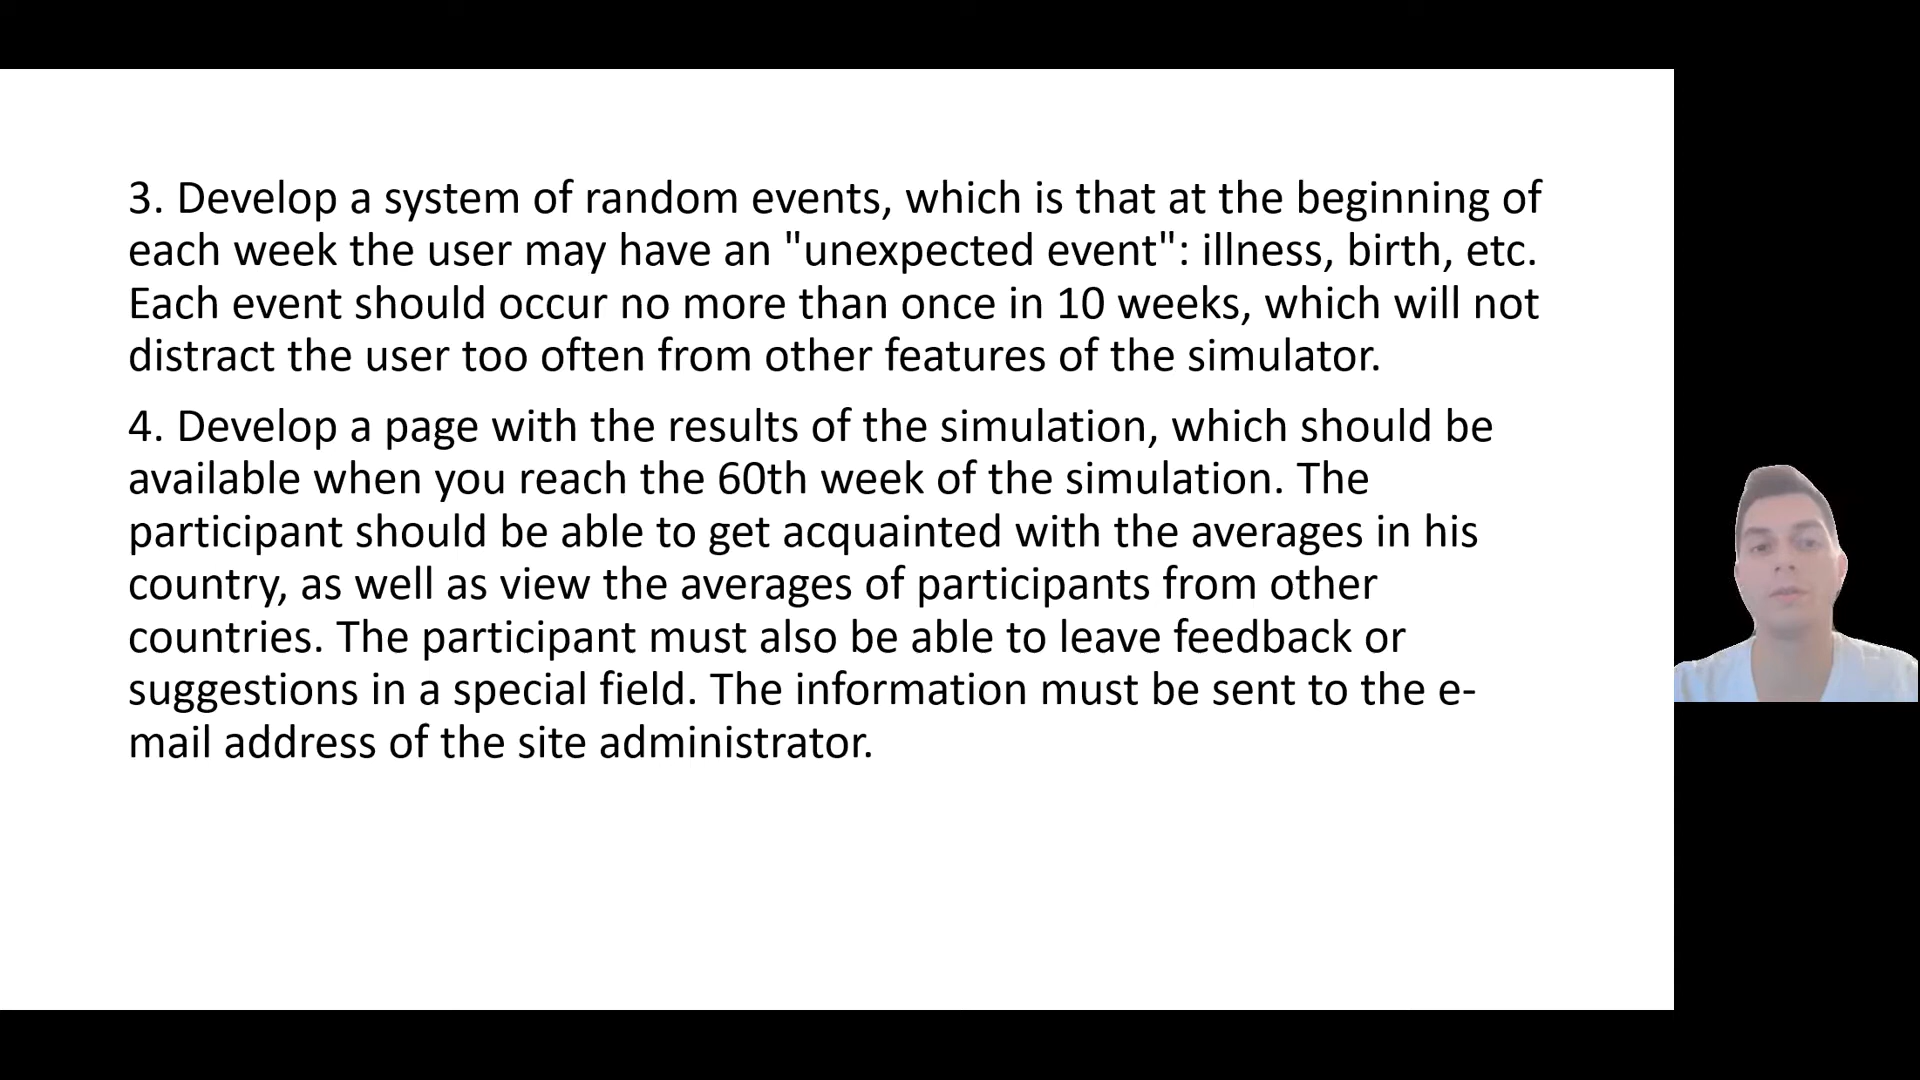 3. Develop a system of random events, which is that at the beginning of
each week the user may have an "unexpected event": illness, birth, etc.
Each event should occur no more than once in 10 weeks, which will not
distract the user too often from other features of the simulator.
4. Develop a page with the results of the simulation, which should be
available when you reach the 60th week of the simulation. The
participant should be able to get acquainted with the averages in his
country, as well as view the averages of participants from other
countries. The participant must also be able to leave feedback or
suggestions in a special field. The information must be sent to the e-
mail address of the site administrator.